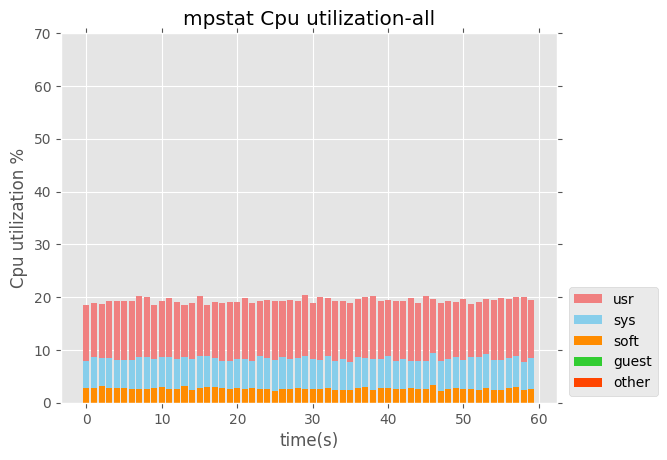 mpstat Cpu utilization-all
70
60
50
40
30
20
10
0
Cpu utilization %
0 10 20 30 40 50 60
time(s)
usr
sys
soft
guest
other